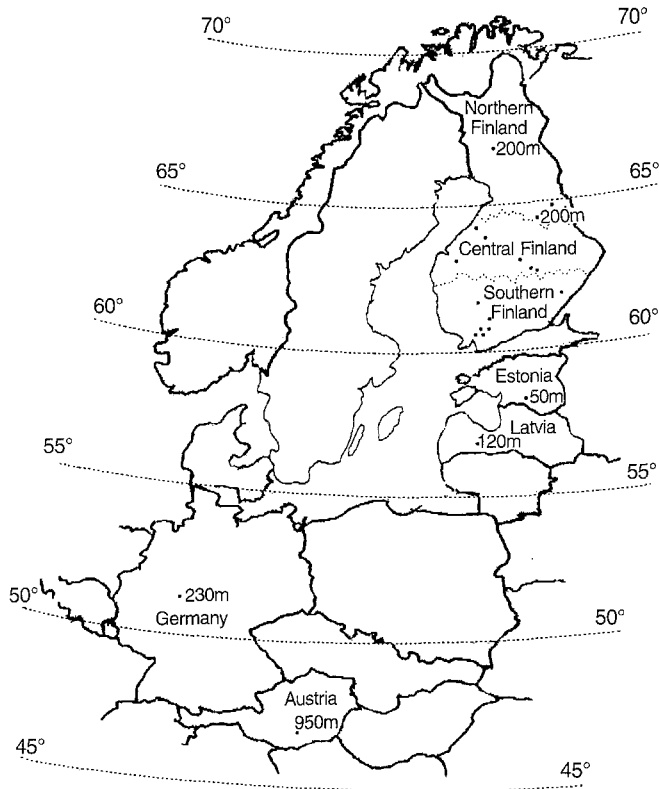 70°
70°
Northern
Finland
200m
65°
65°
200m
Central Finland
Southern
Finland
60°
60°
Estonia
50m
Latvia
120m
55°
55°
230m
Germany
50°
50°
Austria
950m
45°
45°